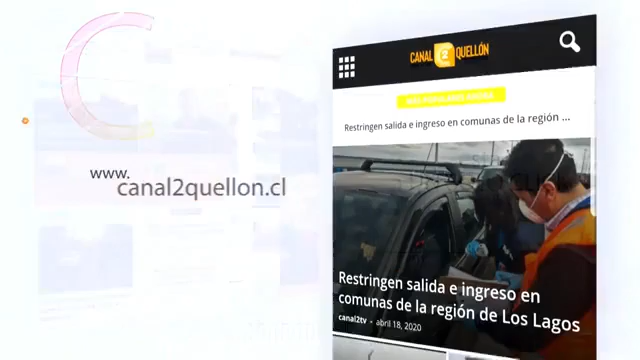 CANAL 2 QUELLÓN
Restringen salida e ingreso en comunas de la región ...
www.
canal2quellon.cl
Restringen salida e ingreso en
comunas de la región de Los Lagos
canal2tv - abril 18, 2020